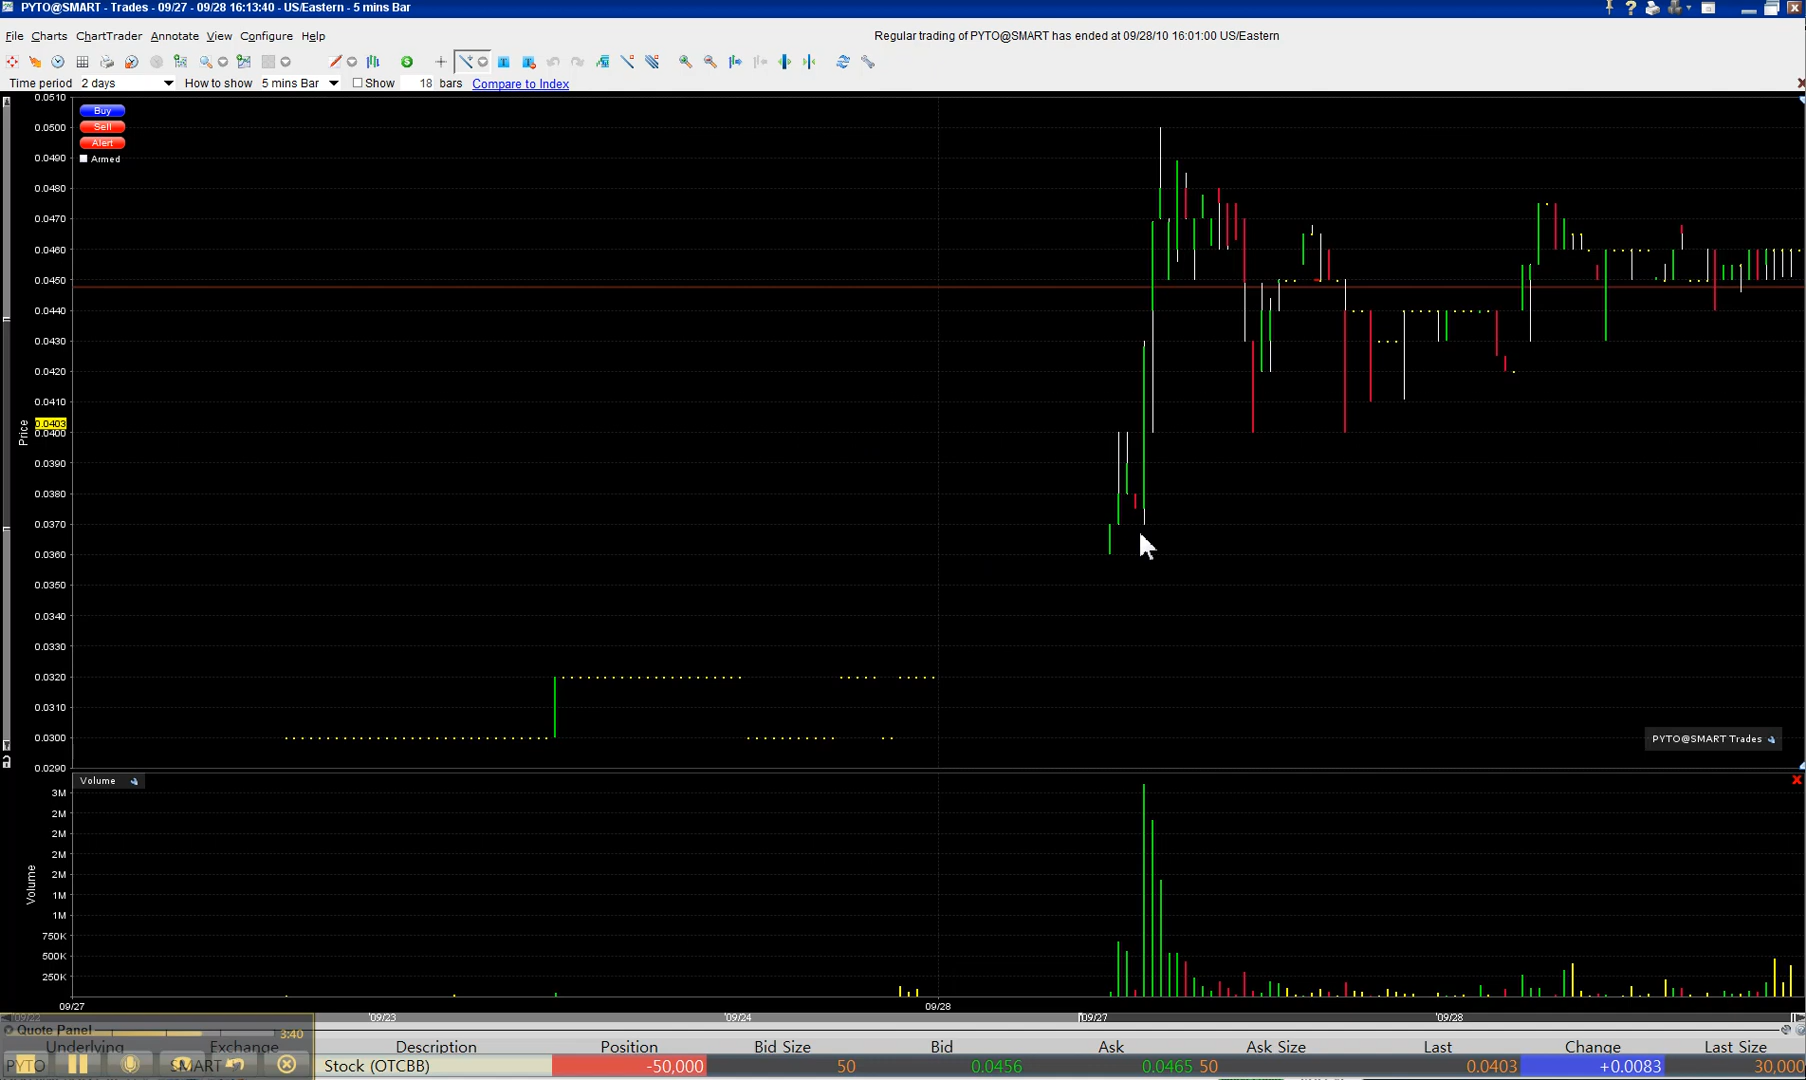 PYTO@SMART - Trades - 09/27 - 09/28 16:13:40 - US/Eastern - 5 mins Bar
File Charts ChartTrader Annotate View Configure Help
Regular trading of PYTO@SMART has ended at 09/28/10 16:01:00 US/Eastern
Time period 2 days How to show 5 mins Bar Show 18 bars Compare to Index
0.0510
Buy
0.0500
Sell
Alert
0.0490
Armed
0.0480
0.0470
0.0460
0.0450
0.0440
0.0430
0.0420
0.0410
0.0403
0.0400
Price
0.0390
0.0380
0.0370
0.0360
0.0350
0.0340
0.0330
0.0320
0.0310
0.0300
PYTO@SMART Trades
0.0290
Volume
3M
2M
2M
2M
2M
1M
1M
750K
500K
250K
Volume
09/27 09/28
'09/23 '09/24 '09/27 '09/28
Quote Panel 3:40
Underlying Exchange Description Position Bid Size Bid Ask Ask Size Last Change Last Size
PYTO SMART Stock (OTCBB) -50,000 50 0.0456 0.0465 50 0.0403 +0.0083 30,000